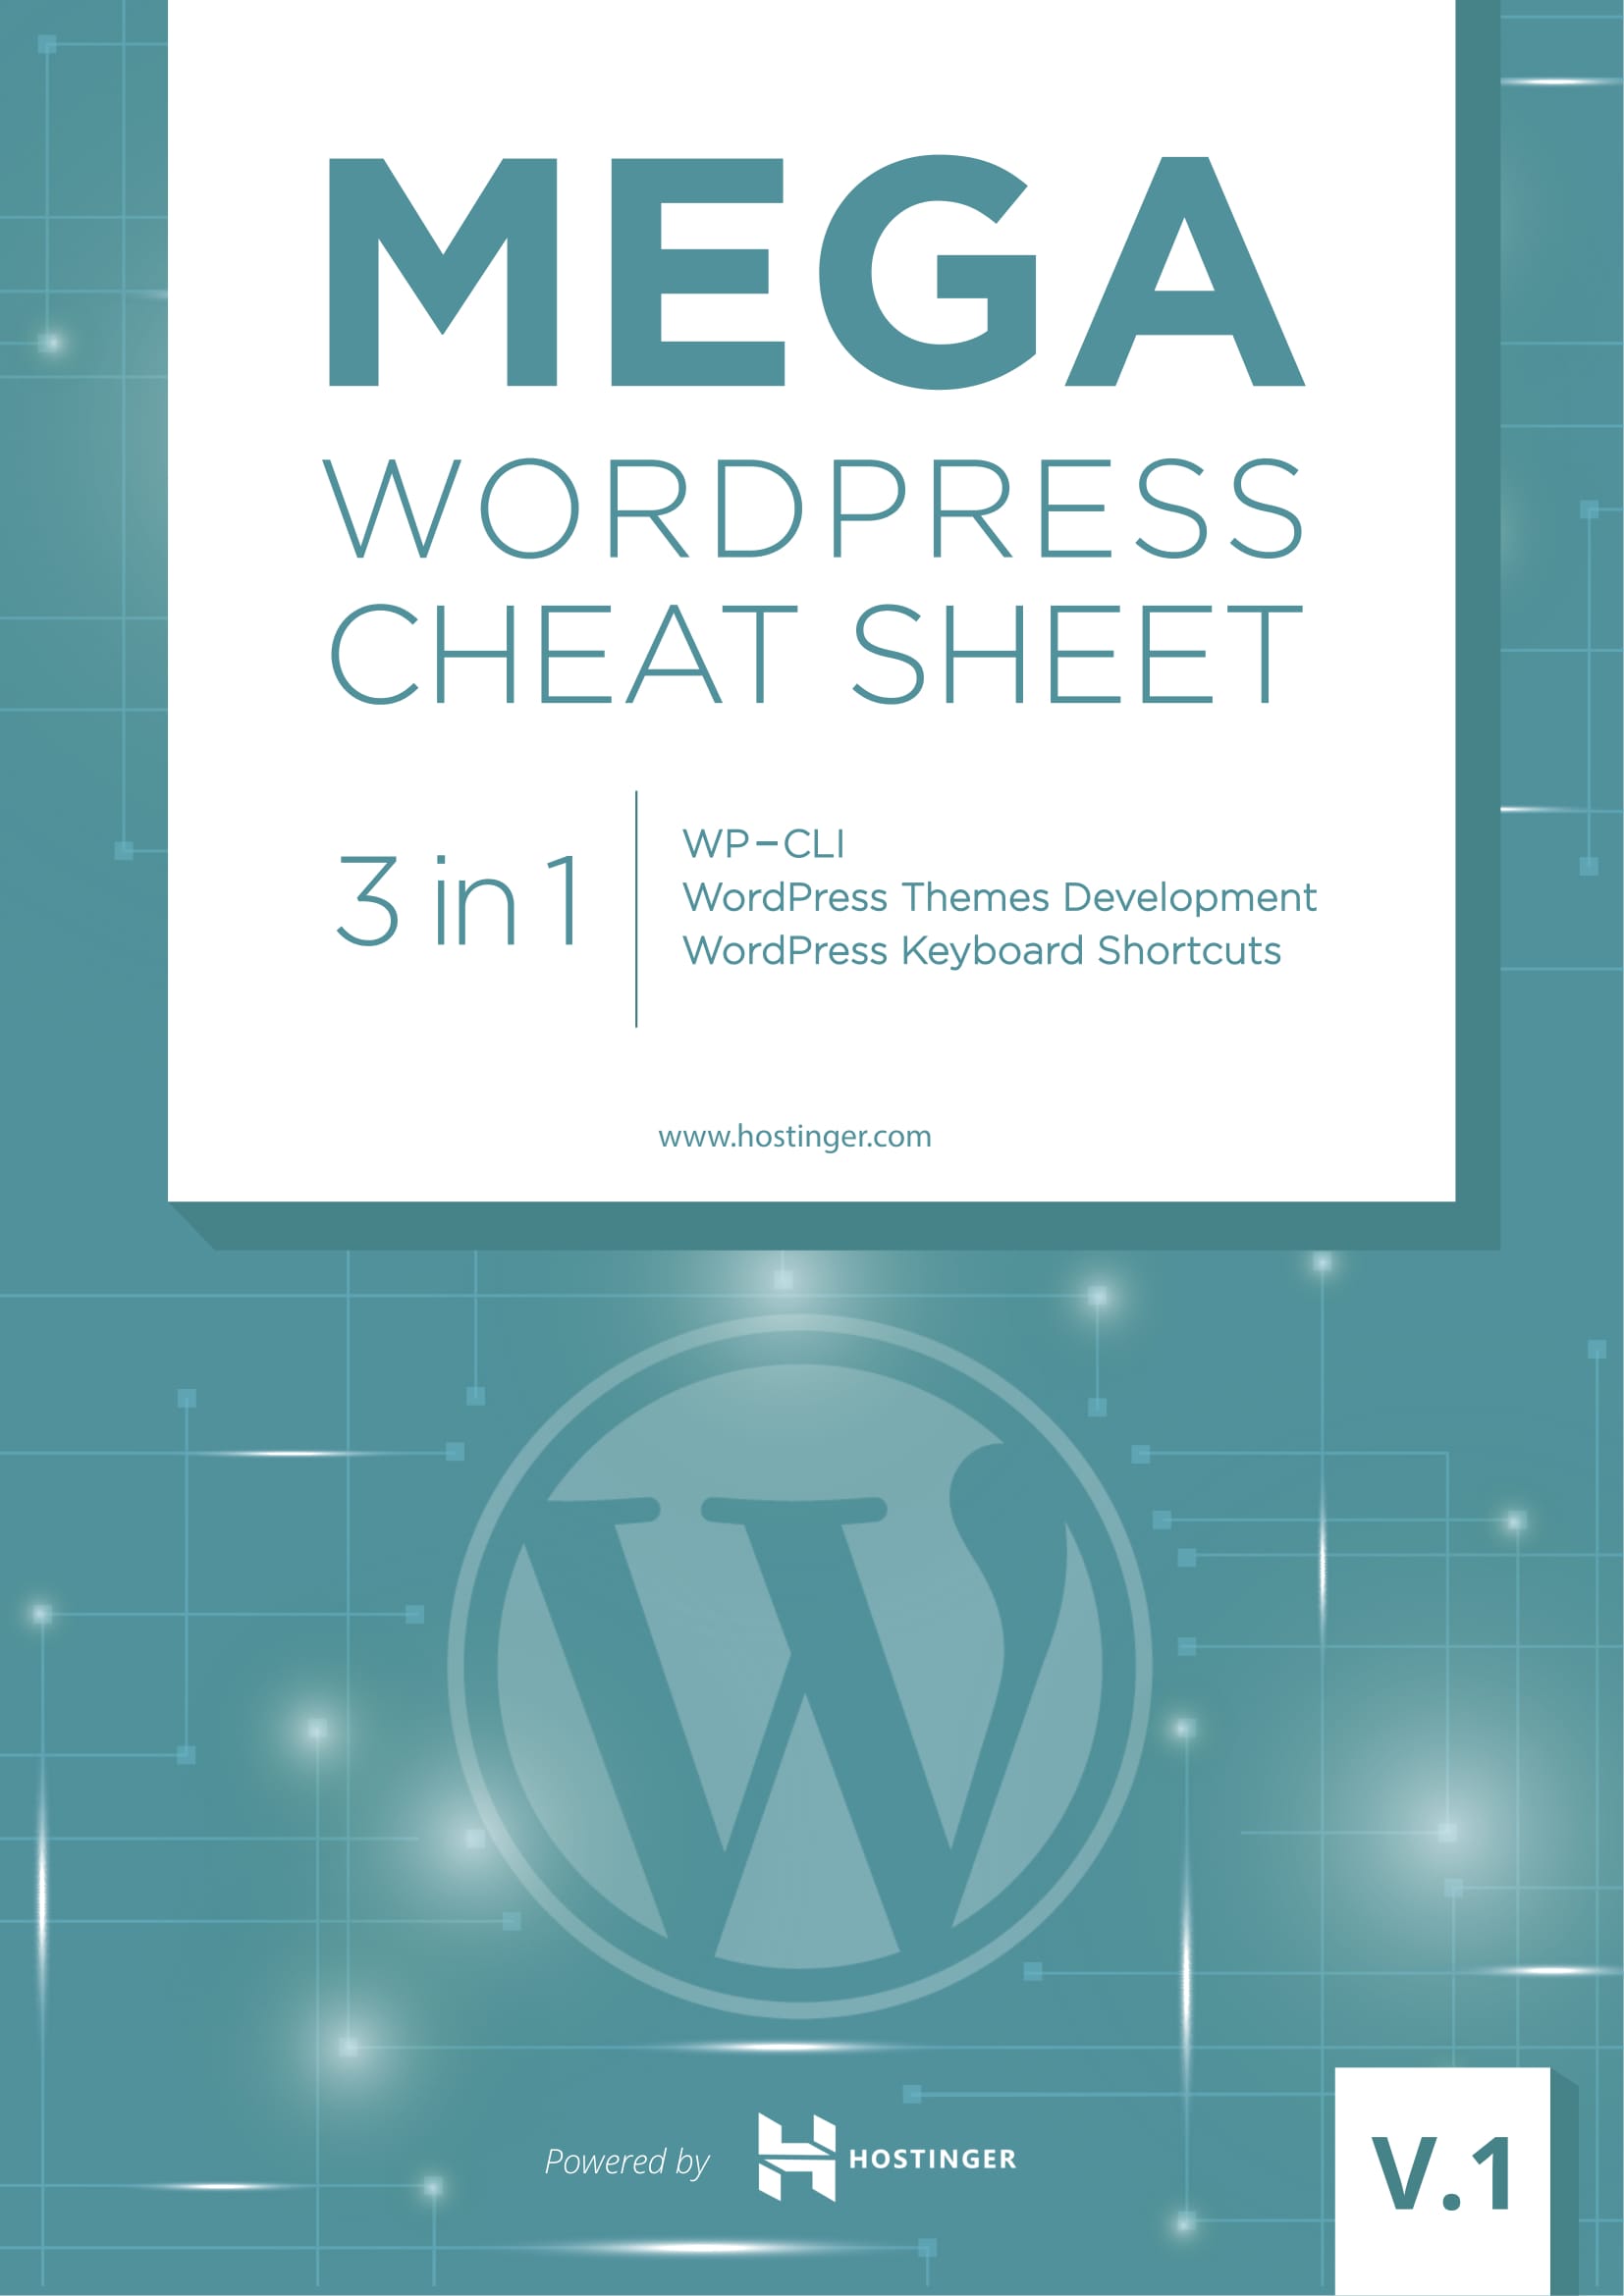 MEGA
WORDPRESS
CHEAT SHEET
3 in 1
WP-CLI
WordPress Themes Development
WordPress Keyboard Shortcuts
www.hostinger.com
Powered by HOSTINGER
V.1